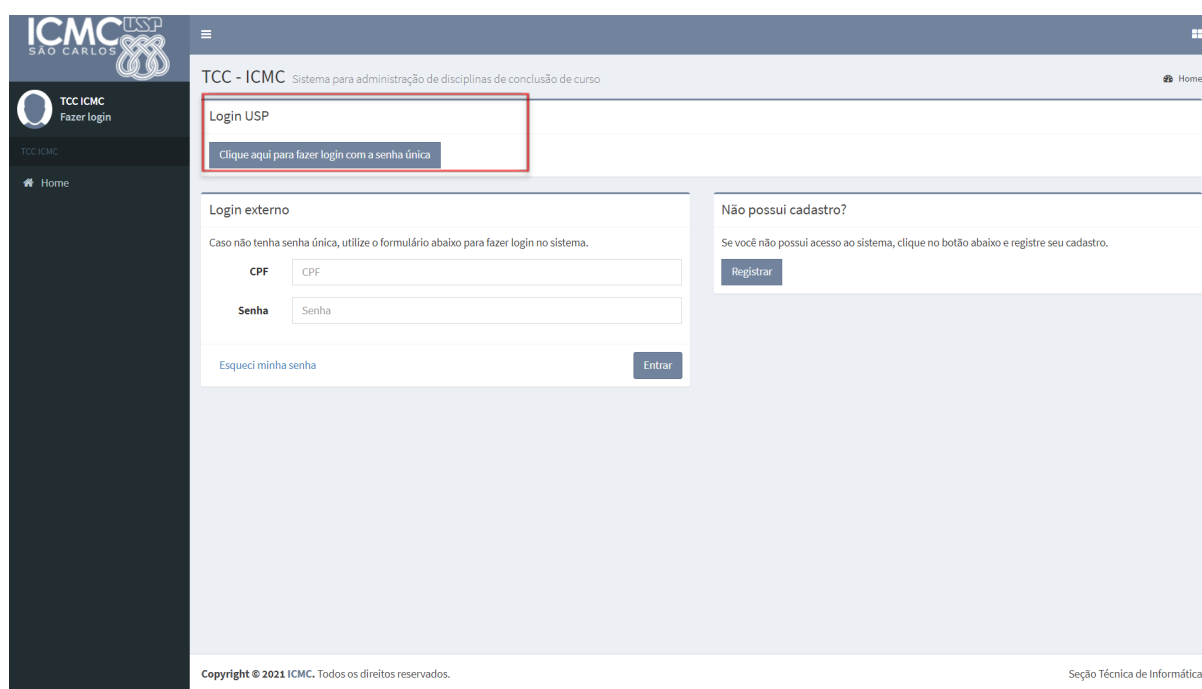 ICMC USP
SÃO CARLOS
TCC - ICMC Sistema para administração de disciplinas de conclusão de curso
Home
TCC ICMC
Fazer login
TCC ICMC
Home
Login USP
Clique aqui para fazer login com a senha única
Login externo
Caso não tenha senha única, utilize o formulário abaixo para fazer login no sistema.
CPF CPF
Senha Senha
Esqueci minha senha Entrar
Não possui cadastro?
Se você não possui acesso ao sistema, clique no botão abaixo e registre seu cadastro.
Registrar
Copyright © 2021 ICMC. Todos os direitos reservados. Seção Técnica de Informática